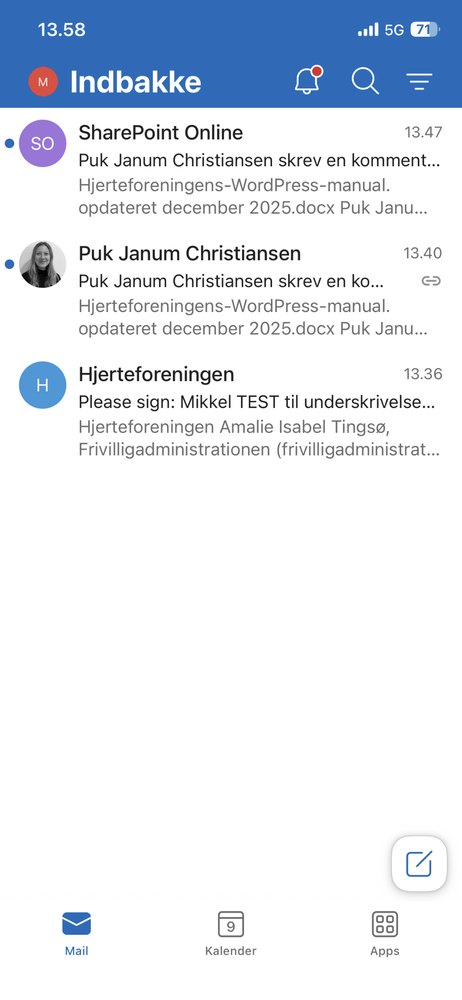 13.58
5G 71
M Indbakke
SO SharePoint Online 13.47
Puk Janum Christiansen skrev en komment...
Hjerteforeningens-WordPress-manual.
opdateret december 2025.docx Puk Janu...
Puk Janum Christiansen 13.40
Puk Janum Christiansen skrev en ko...
Hjerteforeningens-WordPress-manual.
opdateret december 2025.docx Puk Janu...
H Hjerteforeningen 13.36
Please sign: Mikkel TEST til underskrivelse...
Hjerteforeningen Amalie Isabel Tingsø,
Frivilligadministrationen (frivilligadministrat...
9
Mail Kalender Apps